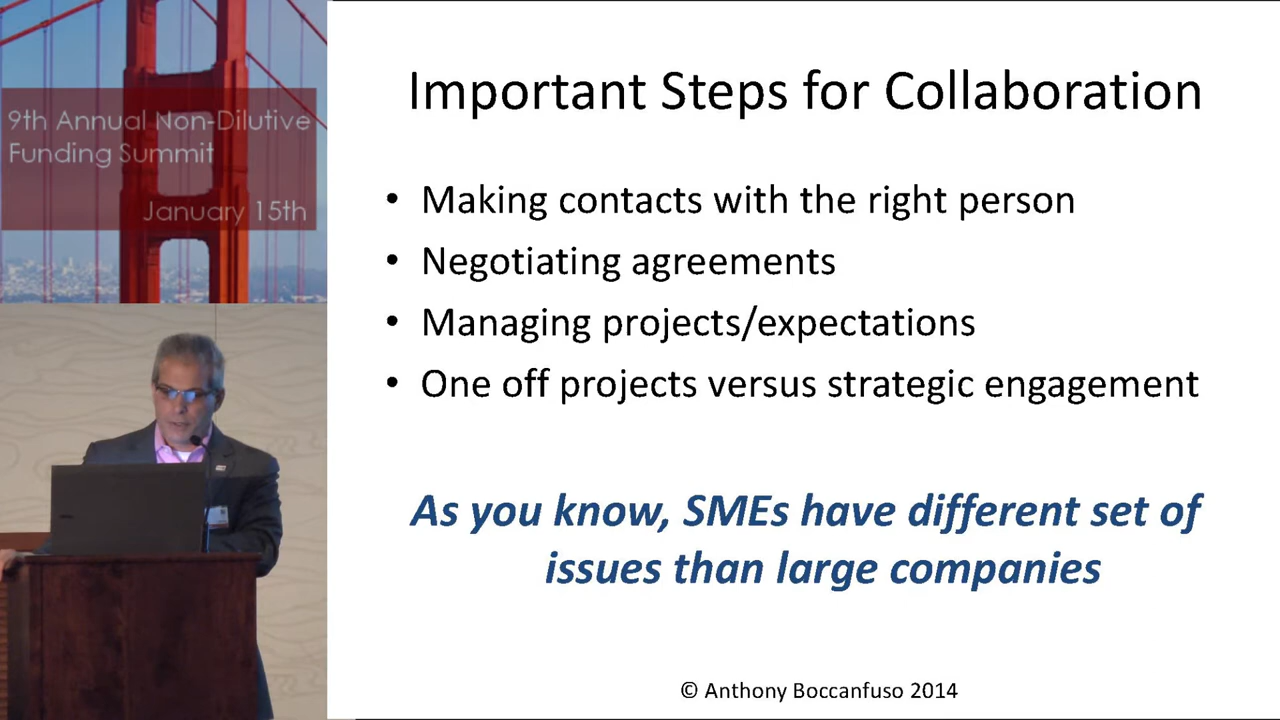 9th Annual Non-Dilutive
Funding Summit
January 15th
Important Steps for Collaboration
• Making contacts with the right person
• Negotiating agreements
• Managing projects/expectations
• One off projects versus strategic engagement
As you know, SMEs have different set of
issues than large companies
© Anthony Boccanfuso 2014